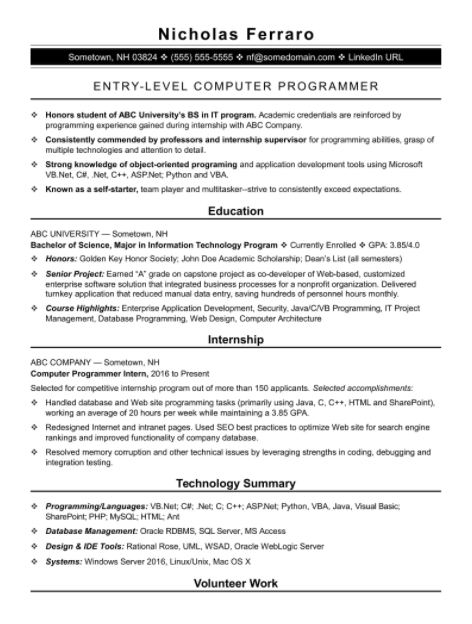 Nicholas Ferraro
Sometown, NH 03824 ❖ (555) 555-5555 ❖ nf@somedomain.com ❖ LinkedIn URL
ENTRY-LEVEL COMPUTER PROGRAMMER
❖ Honors student of ABC University's BS in IT program. Academic credentials are reinforced by
programming experience gained during internship with ABC Company.
❖ Consistently commended by professors and internship supervisor for programming abilities, grasp of
multiple technologies and attention to detail.
❖ Strong knowledge of object-oriented programing and application development tools using Microsoft
VB.Net, C#, .Net, C++, ASP.Net; Python and VBA.
❖ Known as a self-starter, team player and multitasker--strive to consistently exceed expectations.
Education
ABC UNIVERSITY — Sometown, NH
Bachelor of Science, Major in Information Technology Program ❖ Currently Enrolled ❖ GPA: 3.85/4.0
❖ Honors: Golden Key Honor Society; John Doe Academic Scholarship; Dean's List (all semesters)
❖ Senior Project: Earned “A” grade on capstone project as co-developer of Web-based, customized
enterprise software solution that integrated business processes for a nonprofit organization. Delivered
turnkey application that reduced manual data entry, saving hundreds of personnel hours monthly.
❖ Course Highlights: Enterprise Application Development, Security, Java/C/VB Programming, IT Project
Management, Database Programming, Web Design, Computer Architecture
Internship
ABC COMPANY — Sometown, NH
Computer Programmer Intern, 2016 to Present
Selected for competitive internship program out of more than 150 applicants. Selected accomplishments:
❖ Handled database and Web site programming tasks (primarily using Java, C, C++, HTML and SharePoint),
working an average of 20 hours per week while maintaining a 3.85 GPA.
❖ Redesigned Internet and intranet pages. Used SEO best practices to optimize Web site for search engine
rankings and improved functionality of company database.
❖ Resolved memory corruption and other technical issues by leveraging strengths in coding, debugging and
integration testing.
Technology Summary
❖ Programming/Languages: VB.Net; C#; .Net; C; C++; ASP.Net; Python, VBA, Java, Visual Basic;
SharePoint; PHP; MySQL; HTML; Ant
❖ Database Management: Oracle RDBMS, SQL Server, MS Access
❖ Design & IDE Tools: Rational Rose, UML, WSAD, Oracle WebLogic Server
❖ Systems: Windows Server 2016, Linux/Unix, Mac OS X
Volunteer Work